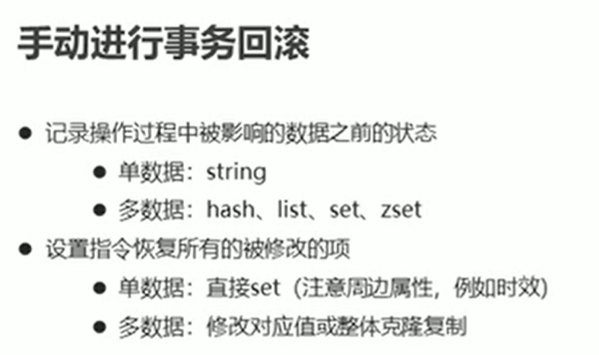 手动进行事务回滚
● 记录操作过程中被影响的数据之前的状态
● 单数据：string
● 多数据：hash、list、set、zset
● 设置指令恢复所有的被修改的项
● 单数据：直接set（注意周边属性，例如时效）
● 多数据：修改对应值或整体克隆复制